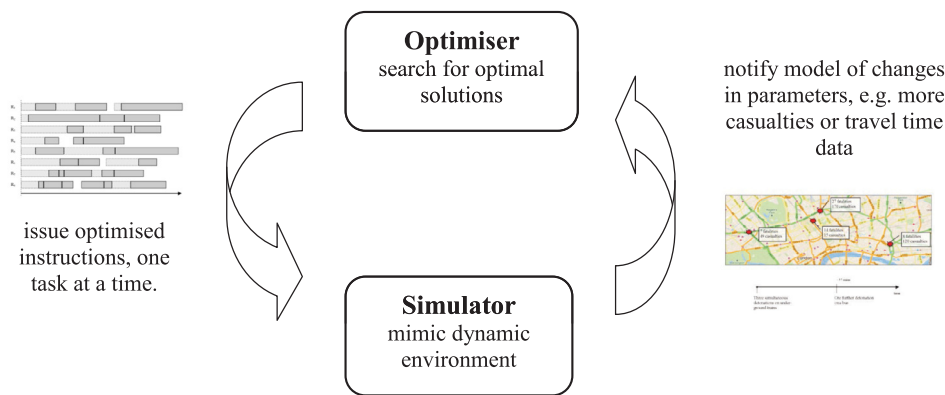 Optimiser
search for optimal
solutions
notify model of changes
in parameters, e.g. more
casualties or travel time
data
issue optimised
instructions, one
task at a time.
Simulator
mimic dynamic
environment